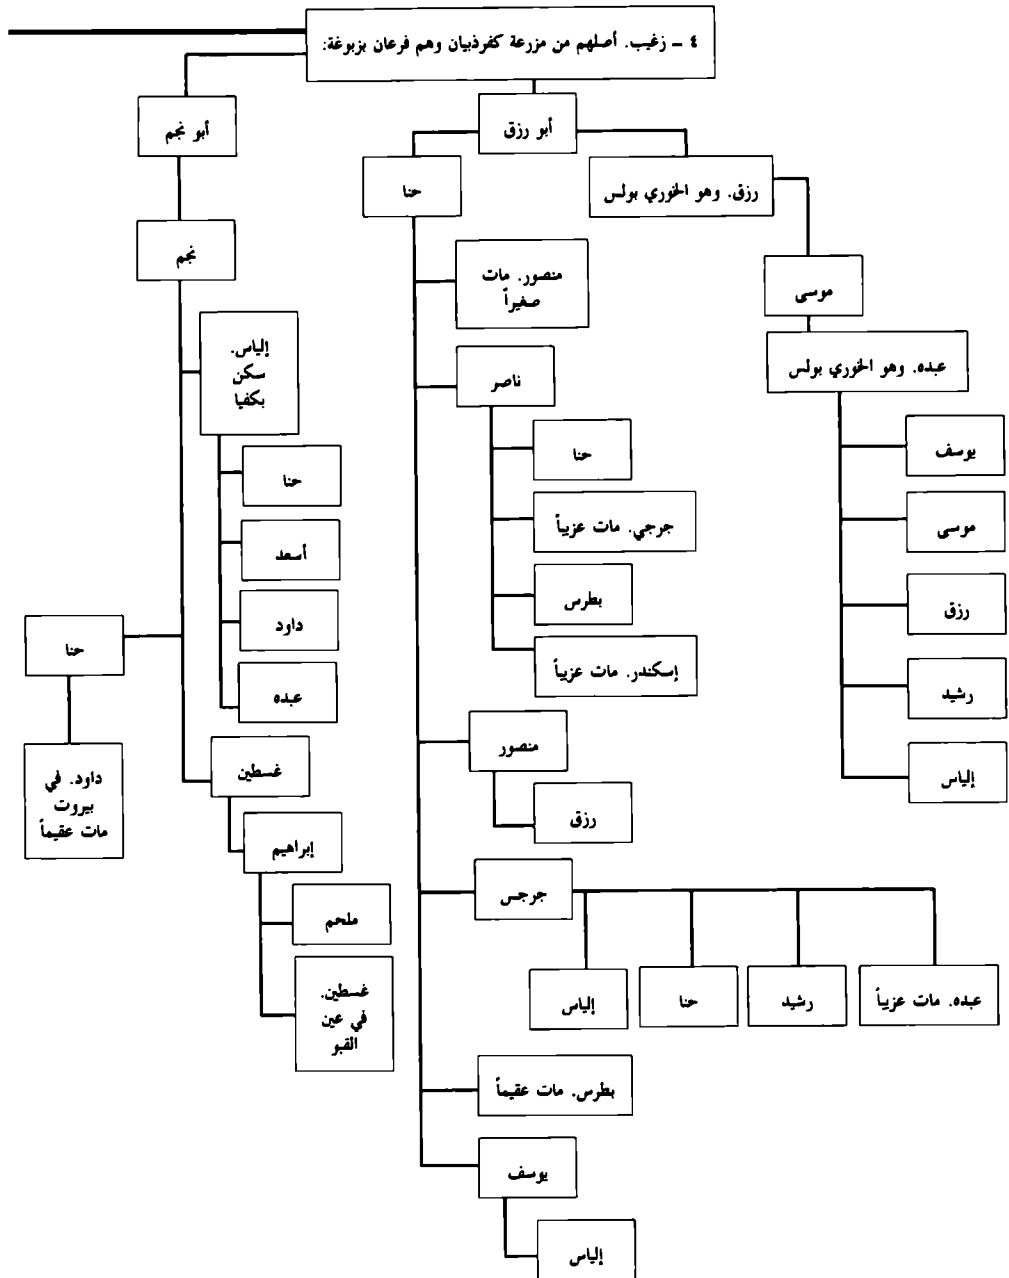 ٤ – زغيب. أصلهم من مزرعة كفرذبيان وهم فرعان بزبوغة:
أبو رزق
رزق. وهو الخوري بولس
موسى
عبده. وهو الخوري بولس
يوسف
موسى
رزق
رشيد
إلياس
حنا
منصور. مات
صغيراً
ناصر
حنا
جرجي. مات عزيباً
بطرس
إسكندر. مات عزيباً
منصور
رزق
جرجس
عبده. مات عزيباً
رشيد
حنا
إلياس
بطرس. مات عقيماً
يوسف
إلياس
أبو نجم
نجم
إلياس.
سكن
بكفيا
حنا
أسعد
داود
عبده
حنا
داود. في
بيروت
مات عقيماً
غسطين
إبراهيم
ملحم
غسطين.
في عين
القبو